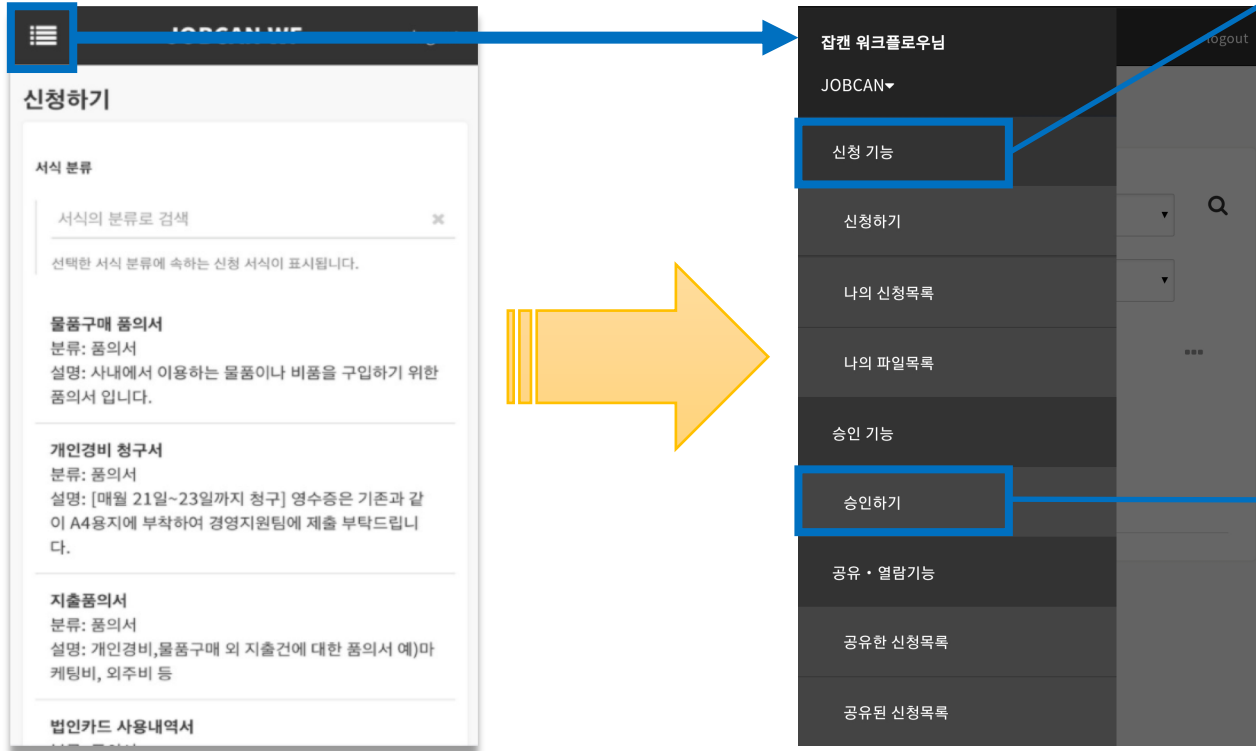 JOBCAN WF
신청하기
서식 분류
서식의 분류로 검색
선택한 서식 분류에 속하는 신청 서식이 표시됩니다.
물품구매 품의서
분류: 품의서
설명: 사내에서 이용하는 물품이나 비품을 구입하기 위한
품의서 입니다.
개인경비 청구서
분류: 품의서
설명: [매월 21일~23일까지 청구] 영수증은 기존과 같
이 A4용지에 부착하여 경영지원팀에 제출 부탁드립니
다.
지출품의서
분류: 품의서
설명: 개인경비,물품구매 외 지출건에 대한 품의서 예)마
케팅비, 외주비 등
법인카드 사용내역서
잡캔 워크플로우님
JOBCAN
logout
신청 기능
신청하기
나의 신청목록
나의 파일목록
승인 기능
승인하기
공유・열람기능
공유한 신청목록
공유된 신청목록